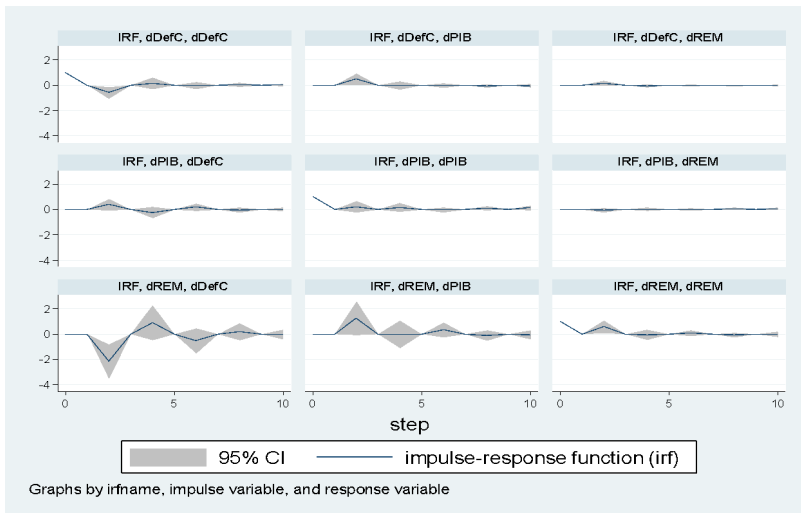 IRF, dDefC, dDefC
IRF, dDefC, dPIB
IRF, dDefC, dREM
2
0
-2
-4
IRF, dPIB, dDefC
IRF, dPIB, dPIB
IRF, dPIB, dREM
2
0
-2
-4
IRF, dREM, dDefC
IRF, dREM, dPIB
IRF, dREM, dREM
2
0
-2
-4
0 5 10 0 5 10 0 5 10
step
95% CI impulse-response function (irf)
Graphs by irfname, impulse variable, and response variable